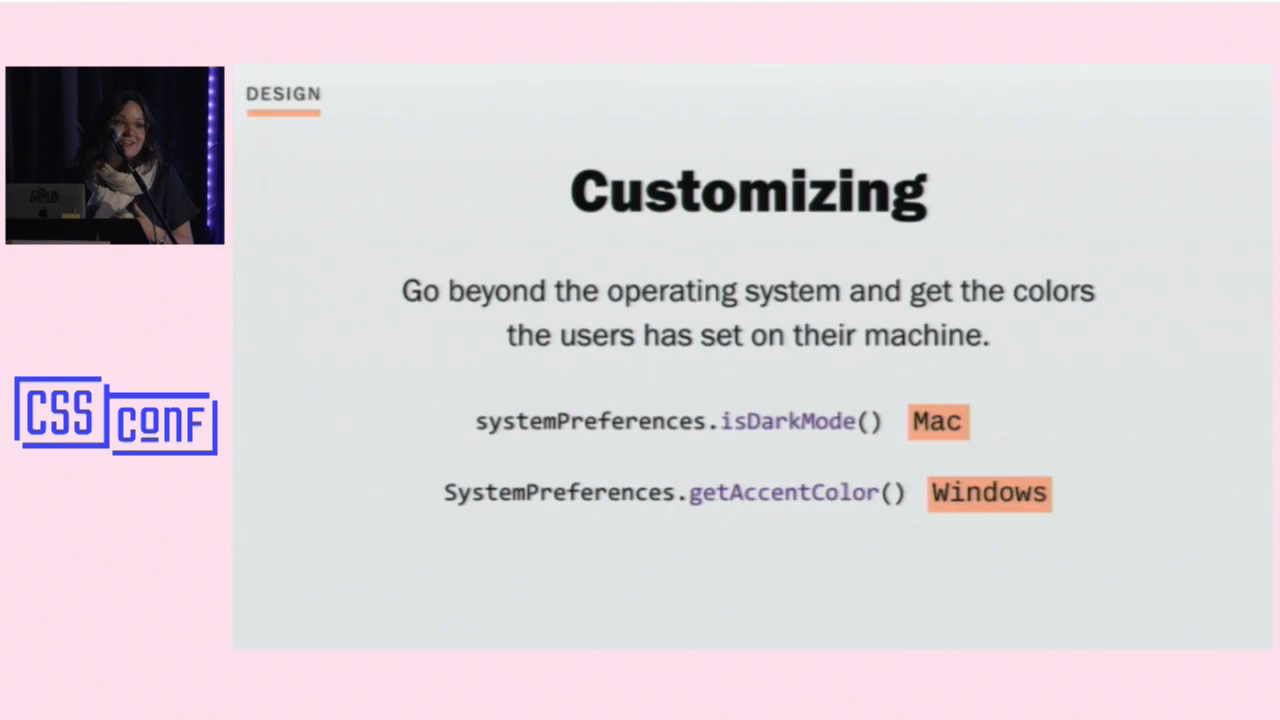 DESIGN
Customizing
Go beyond the operating system and get the colors
the users has set on their machine.
systemPreferences.isDarkMode() Mac
SystemPreferences.getAccentColor() Windows
CSS
CONF